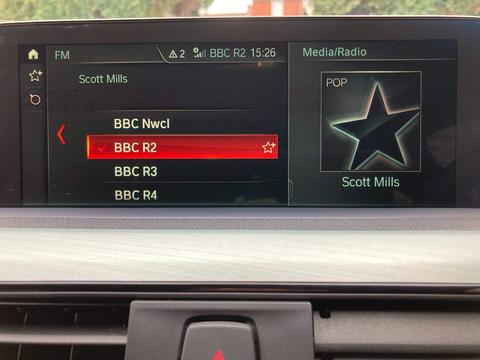 FM
2 BBC R2 15:26
Media/Radio
Scott Mills
BBC Nwcl
BBC R2
BBC R3
BBC R4
POP
Scott Mills